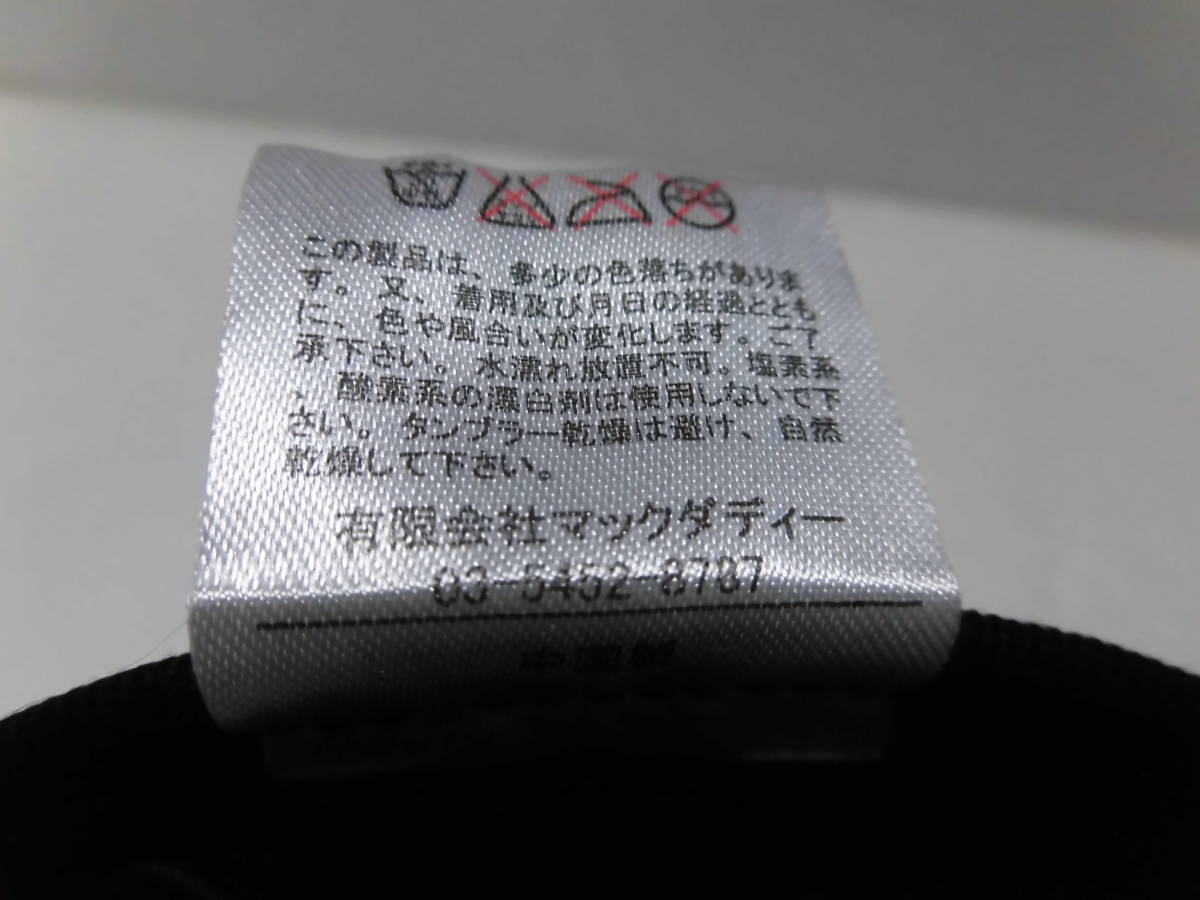 この製品は、多少の色落ちがありま
す。又、着用及び月日の経過ととも
に、色や風合いが変化します。ご了
承下さい。水濡れ放置不可。塩素系
、酸素系の漂白剤は使用しないで下
さい。タンブラー乾燥は避け、自然
乾燥して下さい。
有限会社マックダディー
03-5452-8787
中国製